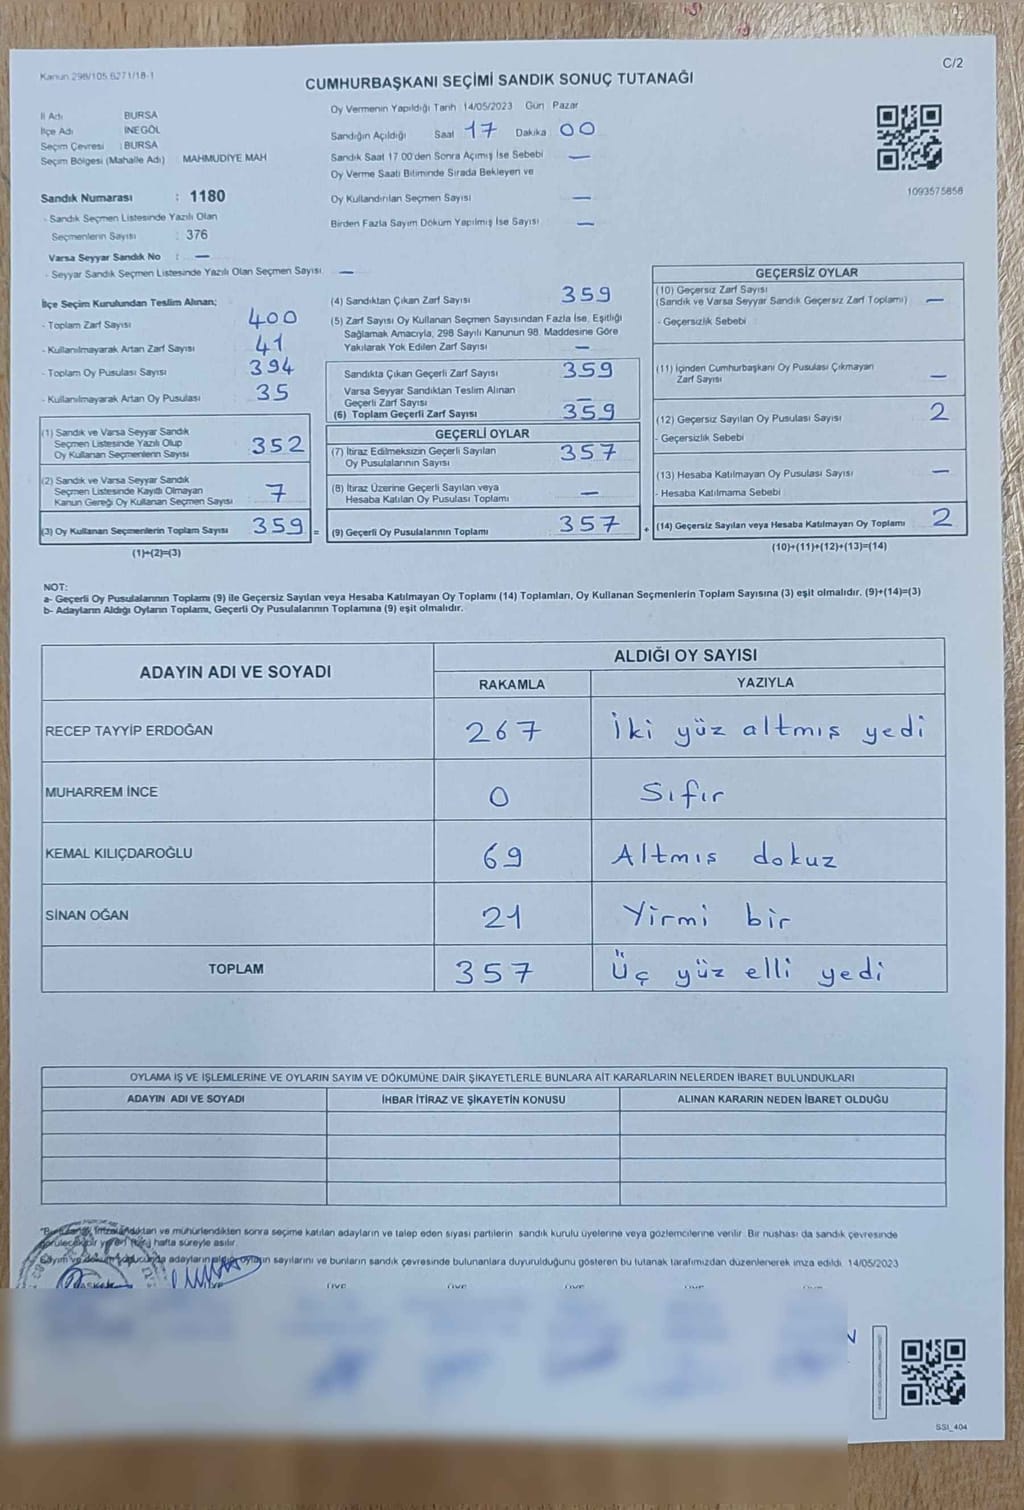 Kanun 298/105 6271/18-1
C/2
CUMHURBAŞKANI SEÇİMİ SANDIK SONUÇ TUTANAĞI
İl Adı BURSA
İlçe Adı İNEGÖL
Seçim Çevresi : BURSA
Seçim Bölgesi (Mahalle Adı) : MAHMUDİYE MAH
Sandık Numarası : 1180
- Sandık Seçmen Listesinde Yazılı Olan
Seçmenlerin Sayısı : 376
Varsa Seyyar Sandık No : —
- Seyyar Sandık Seçmen Listesinde Yazılı Olan Seçmen Sayısı. —
Oy Vermenin Yapıldığı Tarih 14/05/2023 Gün Pazar
Sandığın Açıldığı Saat 17 Dakika 00
Sandık Saat 17 00'den Sonra Açımış İse Sebebi —
Oy Verme Saati Bitiminde Sırada Bekleyen ve
Oy Kullandırılan Seçmen Sayısı —
Birden Fazla Sayım Döküm Yapılmış İse Sayısı —
1093575858
İlçe Seçim Kurulundan Teslim Alınan;
- Toplam Zarf Sayısı 400
- Kullanılmayarak Artan Zarf Sayısı 41
- Toplam Oy Pusulası Sayısı 394
- Kullanılmayarak Artan Oy Pusulası 35
(1) Sandık ve Varsa Seyyar Sandık
Seçmen Listesinde Yazılı Olup
Oy Kullanan Seçmenlerin Sayısı 352
(2) Sandık ve Varsa Seyyar Sandık
Seçmen Listesinde Kayıtlı Olmayan
Kanun Gereği Oy Kullanan Seçmen Sayısı 7
(3) Oy Kullanan Seçmenlerin Toplam Sayısı 359 =
(1)+(2)=(3)
(4) Sandıktan Çıkan Zarf Sayısı 359
(5) Zarf Sayısı Oy Kullanan Seçmen Sayısından Fazla İse, Eşitliği
Sağlamak Amacıyla, 298 Sayılı Kanunun 98. Maddesine Göre
Yakılarak Yok Edilen Zarf Sayısı —
Sandıkta Çıkan Geçerli Zarf Sayısı 359
Varsa Seyyar Sandıktan Teslim Alınan
Geçerli Zarf Sayısı —
(6) Toplam Geçerli Zarf Sayısı 359
GEÇERLİ OYLAR
(7) İtiraz Edilmeksizin Geçerli Sayılan
Oy Pusulalarının Sayısı 357
(8) İtiraz Üzerine Geçerli Sayılan veya
Hesaba Katılan Oy Pusulası Toplamı —
(9) Geçerli Oy Pusulalarının Toplamı 357 +
GEÇERSİZ OYLAR
(10) Geçersiz Zarf Sayısı
(Sandık ve Varsa Seyyar Sandık Geçersiz Zarf Toplamı) —
- Geçersizlik Sebebi
(11) İçinden Cumhurbaşkanı Oy Pusulası Çıkmayan
Zarf Sayısı —
(12) Geçersiz Sayılan Oy Pusulası Sayısı 2
- Geçersizlik Sebebi
(13) Hesaba Katılmayan Oy Pusulası Sayısı —
- Hesaba Katılmama Sebebi
(14) Geçersiz Sayılan veya Hesaba Katılmayan Oy Toplamı 2
(10)+(11)+(12)+(13)=(14)
NOT:
a- Geçerli Oy Pusulalarının Toplamı (9) ile Geçersiz Sayılan veya Hesaba Katılmayan Oy Toplamı (14) Toplamları, Oy Kullanan Seçmenlerin Toplam Sayısına (3) eşit olmalıdır. (9)+(14)=(3)
b- Adayların Aldığı Oyların Toplamı, Geçerli Oy Pusulalarının Toplamına (9) eşit olmalıdır.
ADAYIN ADI VE SOYADI ALDIĞI OY SAYISI
RAKAMLA YAZIYLA
RECEP TAYYİP ERDOĞAN 267 İki yüz altmış yedi
MUHARREM İNCE 0 Sıfır
KEMAL KILIÇDAROĞLU 69 Altmış dokuz
SİNAN OĞAN 21 Yirmi bir
TOPLAM 357 Üç yüz elli yedi
OYLAMA İŞ VE İŞLEMLERİNE VE OYLARIN SAYIM VE DÖKÜMÜNE DAİR ŞİKAYETLERLE BUNLARA AİT KARARLARIN NELERDEN İBARET BULUNDUKLARI
ADAYIN ADI VE SOYADI İHBAR İTİRAZ VE ŞİKAYETİN KONUSU ALINAN KARARIN NEDEN İBARET OLDUĞU
ve mühürlendikten sonra seçime katılan adayların ve talep eden siyasi partilerin sandık kurulu üyelerine veya gözlemcilerine verilir. Bir nüshası da sandık çevresinde
hafta süreyle asılır.
adayların aldığı oyların sayılarını ve bunların sandık çevresinde bulunanlara duyurulduğunu gösteren bu tutanak tarafımızdan düzenlenerek imza edildi. 14/05/2023
SSI_404